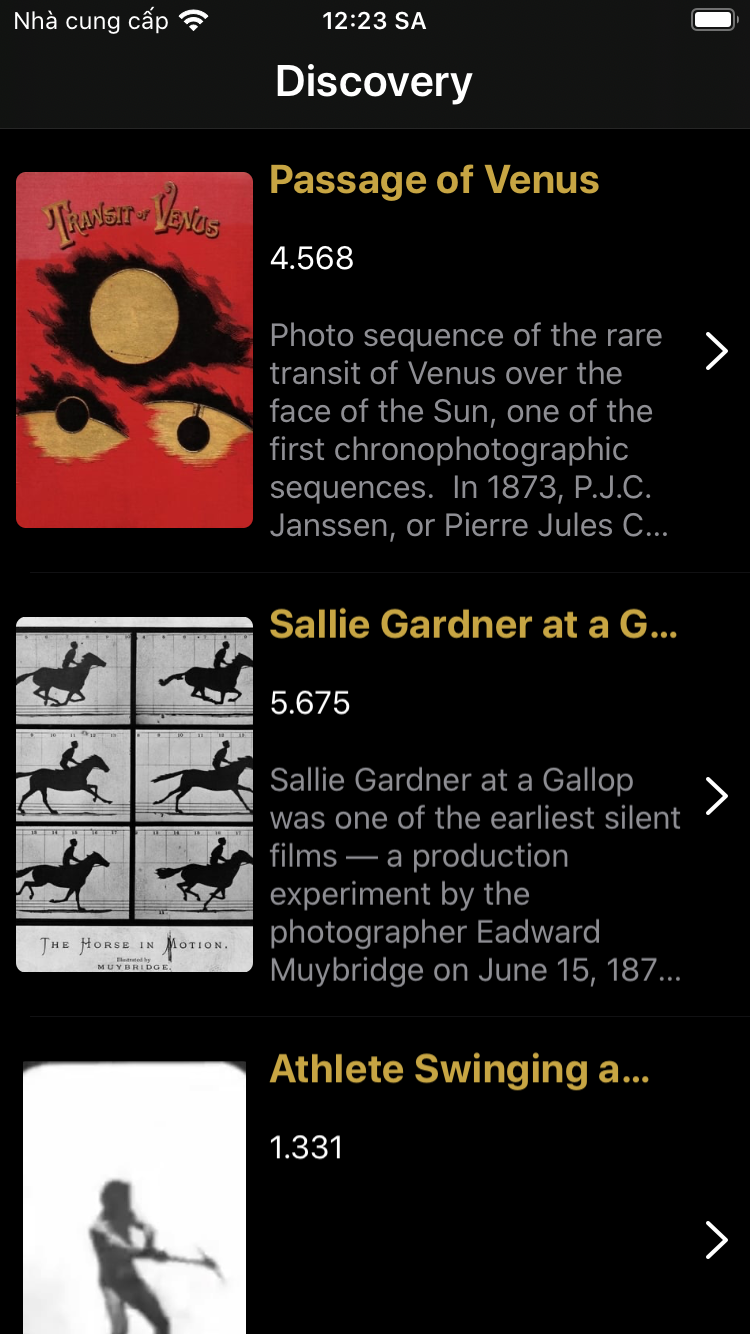 Nhà cung cấp
12:23 SA
Discovery
TRANSIT OF VENUS
Passage of Venus
4.568
Photo sequence of the rare
transit of Venus over the
face of the Sun, one of the
first chronophotographic
sequences.  In 1873, P.J.C.
Janssen, or Pierre Jules C...
THE HORSE IN MOTION.
Illustrated by
MUYBRIDGE.
Sallie Gardner at a G...
5.675
Sallie Gardner at a Gallop
was one of the earliest silent
films — a production
experiment by the
photographer Eadward
Muybridge on June 15, 187...
Athlete Swinging a...
1.331